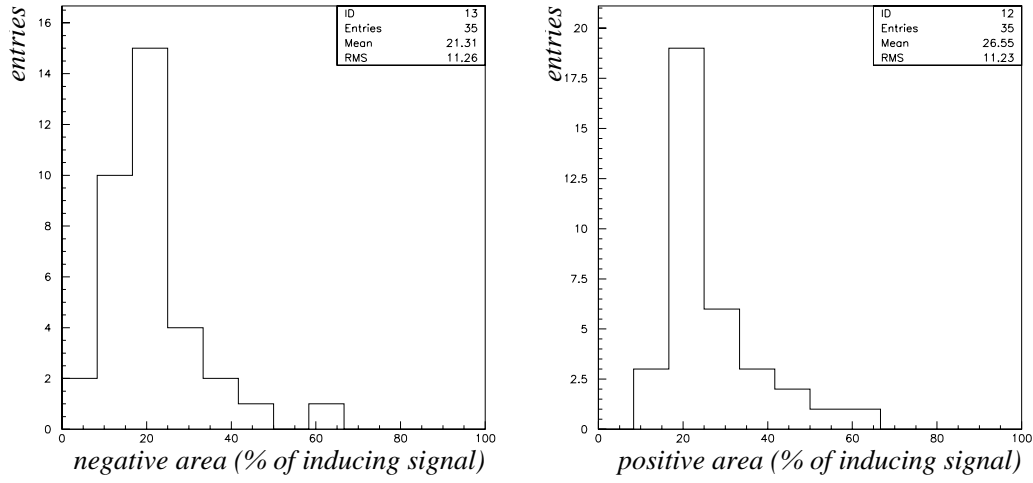 entries
16
14
12
10
8
6
4
2
0
ID 13
Entries 35
Mean 21.31
RMS 11.26
0 20 40 60 80 100
negative area (% of inducing signal)
entries
20
17.5
15
12.5
10
7.5
5
2.5
0
ID 12
Entries 35
Mean 26.55
RMS 11.23
0 20 40 60 80 100
positive area (% of inducing signal)